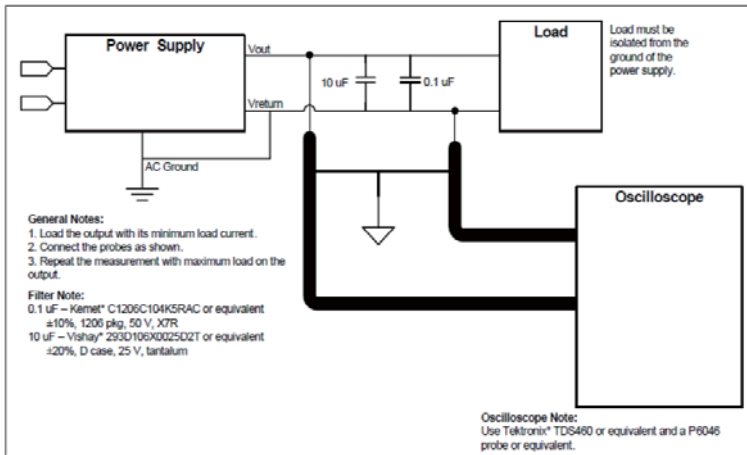 Power Supply
Vout
Load
Load must be
isolated from the
ground of the
power supply.
10 uF
0.1 uF
Vreturn
AC Ground
Oscilloscope
General Notes:
1. Load the output with its minimum load current.
2. Connect the probes as shown.
3. Repeat the measurement with maximum load on the
output.
Filter Note:
0.1 uF – Kemet* C1206C104K5RAC or equivalent
±10%, 1206 pkg, 50 V, X7R
10 uF – Vishay* 293D106X0025D2T or equivalent
±20%, D case, 25 V, tantalum
Oscilloscope Note:
Use Tektronix* TDS460 or equivalent and a P6046
probe or equivalent.